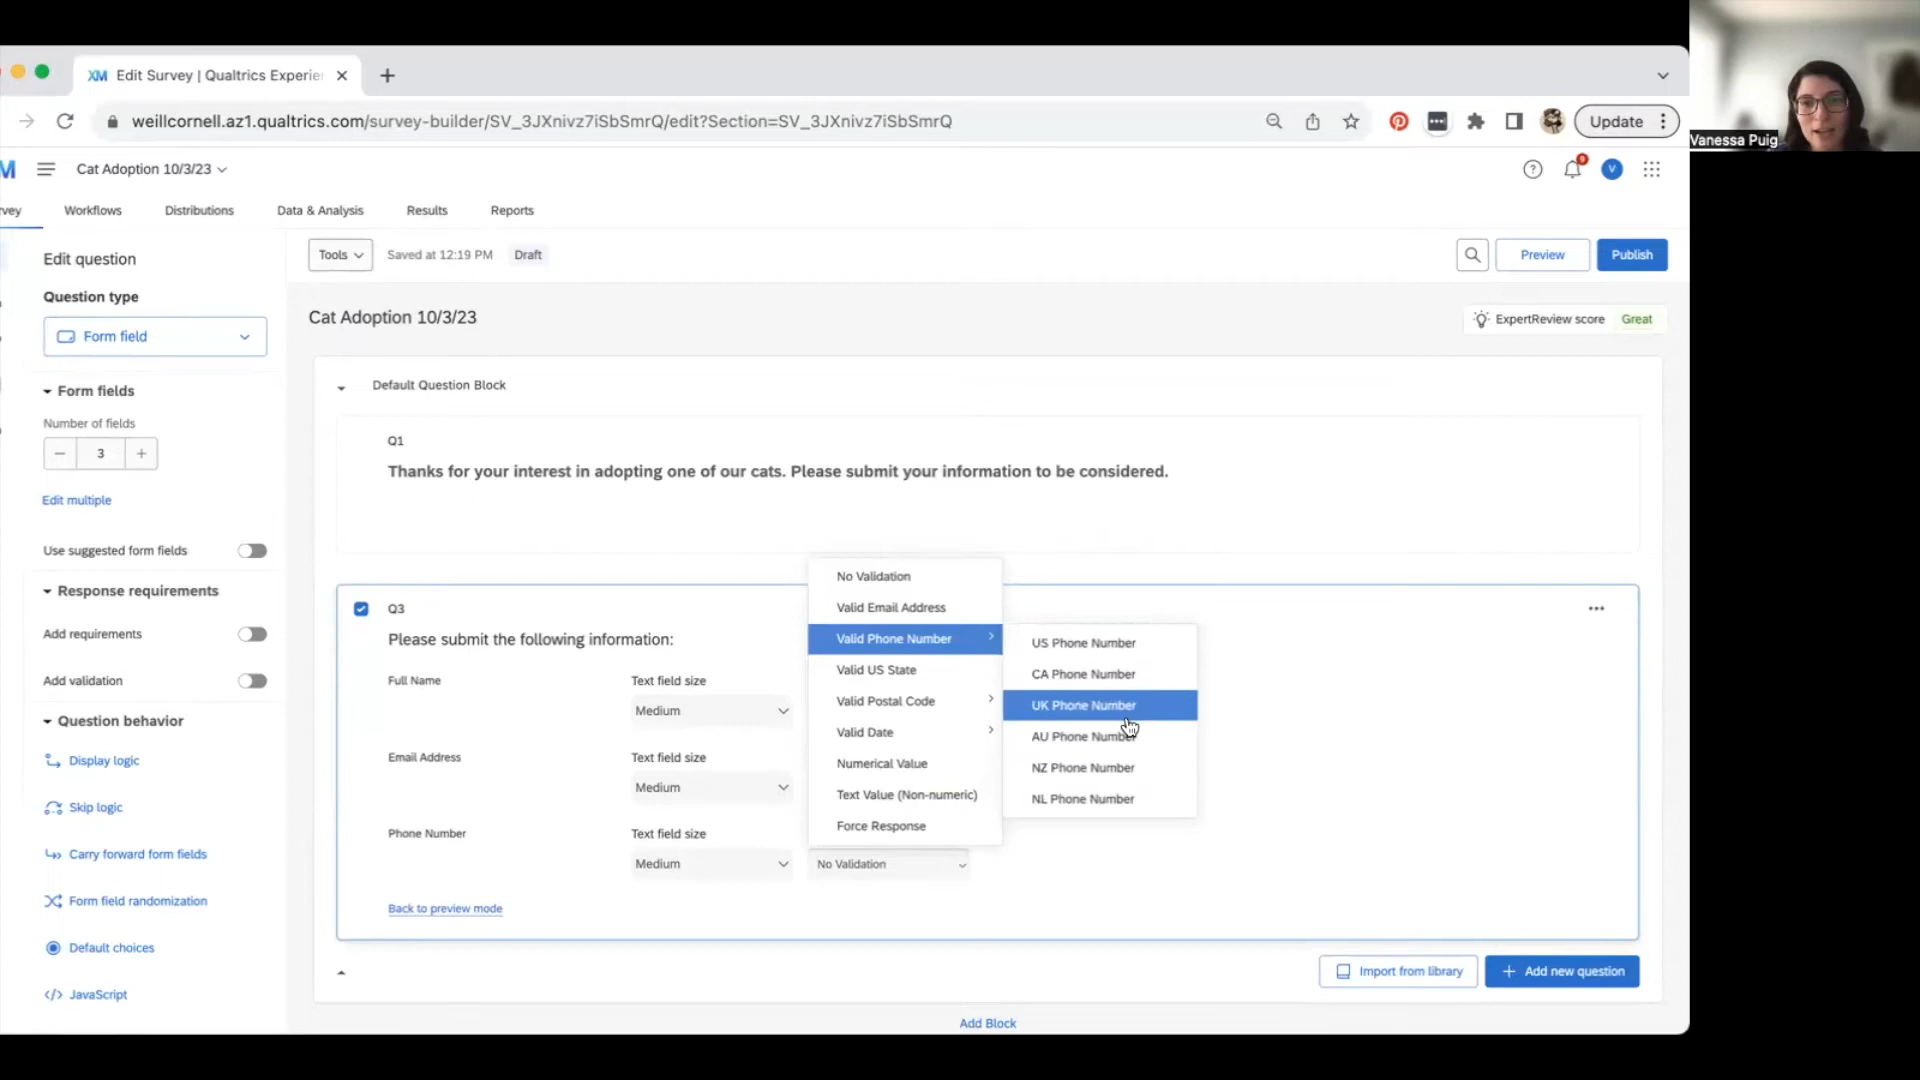 XM Edit Survey | Qualtrics Experie
weillcornell.az1.qualtrics.com/survey-builder/SV_3JXnivz7iSbSmrQ/edit?Section=SV_3JXnivz7iSbSmrQ
Update
Vanessa Puig
M
Cat Adoption 10/3/23
9
V
vey
Workflows
Distributions
Data & Analysis
Results
Reports
Edit question
Tools
Saved at 12:19 PM
Draft
Preview
Publish
Question type
Form field
Cat Adoption 10/3/23
ExpertReview score
Great
Form fields
Number of fields
3
Edit multiple
Use suggested form fields
Response requirements
Add requirements
Add validation
Question behavior
Display logic
Skip logic
Carry forward form fields
Form field randomization
Default choices
JavaScript
Default Question Block
Q1
Thanks for your interest in adopting one of our cats. Please submit your information to be considered.
Q3
Please submit the following information:
Full Name
Text field size
Medium
Email Address
Text field size
Medium
Phone Number
Text field size
Medium
No Validation
Back to preview mode
No Validation
Valid Email Address
Valid Phone Number
Valid US State
Valid Postal Code
Valid Date
Numerical Value
Text Value (Non-numeric)
Force Response
US Phone Number
CA Phone Number
UK Phone Number
AU Phone Number
NZ Phone Number
NL Phone Number
Import from library
Add new question
Add Block